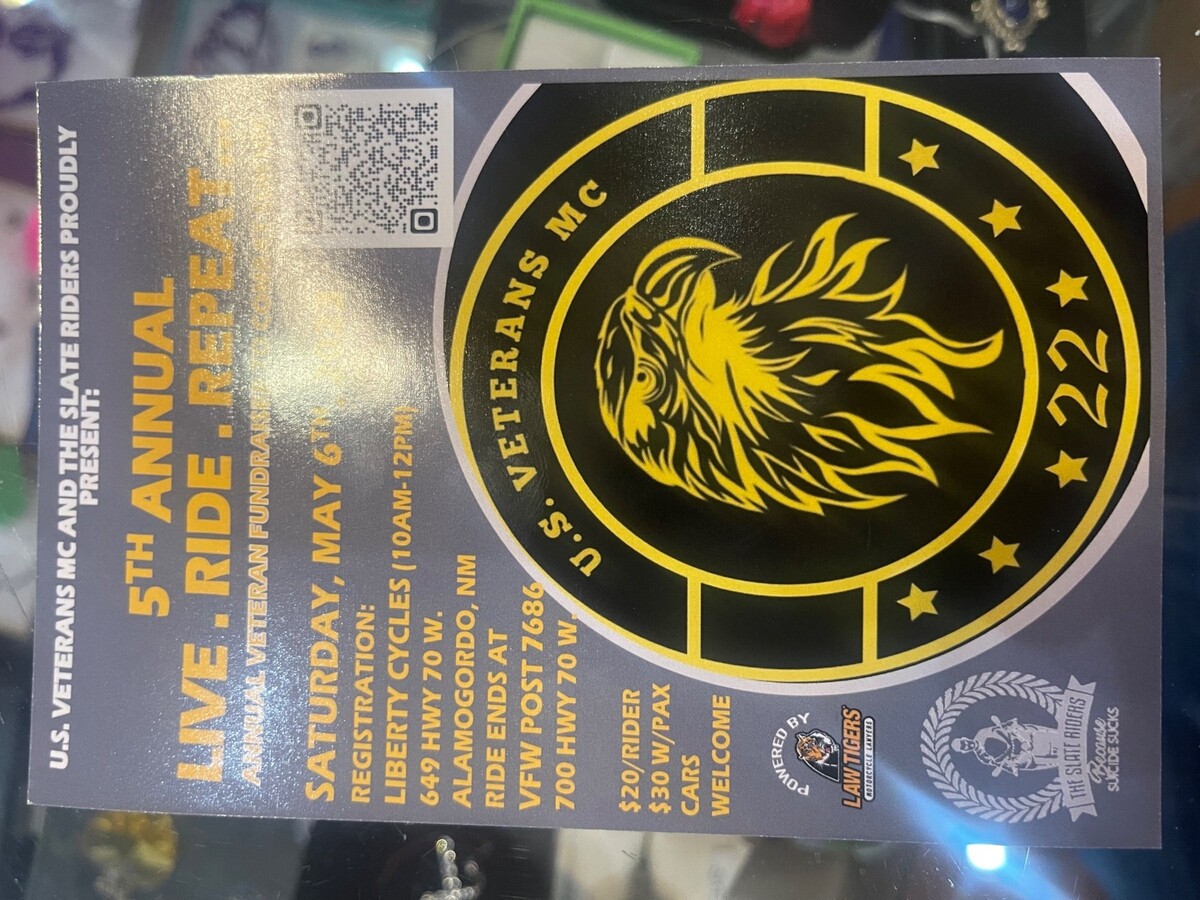 U.S. VETERANS MC AND THE SLATE RIDERS PROUDLY
PRESENT:
5TH ANNUAL
LIVE . RIDE . REPEAT ...
ANNUAL VETERAN FUNDRAISER
SATURDAY, MAY 6TH
REGISTRATION:
LIBERTY CYCLES (10AM-12PM)
649 HWY 70 W.
ALAMOGORDO, NM
RIDE ENDS AT
VFW POST 7686
700 HWY 70 W.
$20/RIDER
$30 W/PAX
CARS
WELCOME
U.S. VETERANS MC
22
POWERED BY
LAW TIGERS
MOTORCYCLE LAWYERS
THE SLATE RIDERS
Because
SUICIDE SUCKS